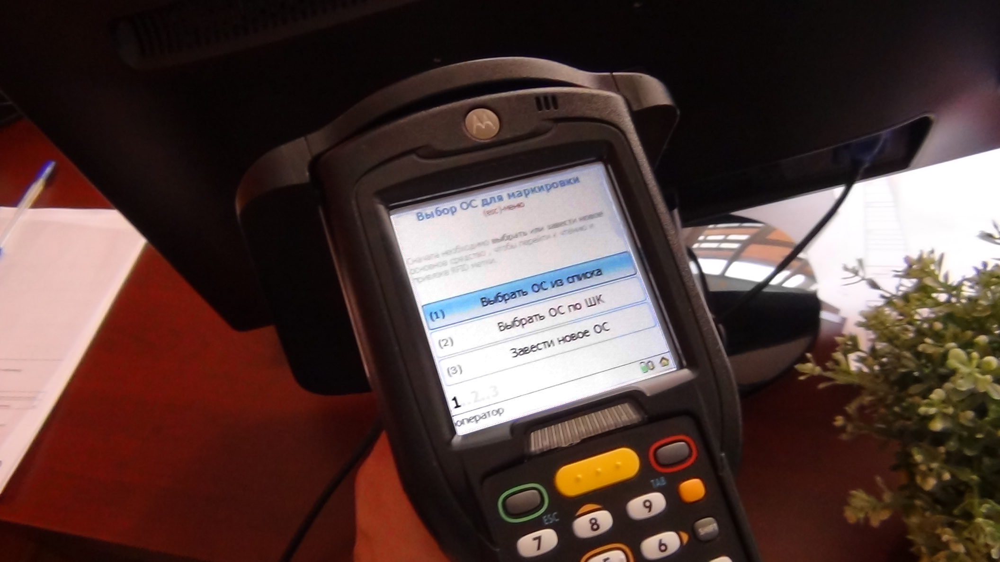 Выбор ОС для маркировки
(esc)-меню
Сначала необходимо выбрать или завести новое
основное средство , чтобы перейти к чтению и
привязке RFID метки.
(1) Выбрать ОС из списка
(2) Выбрать ОС по ШК
(3) Завести новое ОС
0
1..2..3
оператор
TAB
ESC
7 8 9
SHIFT
5 6